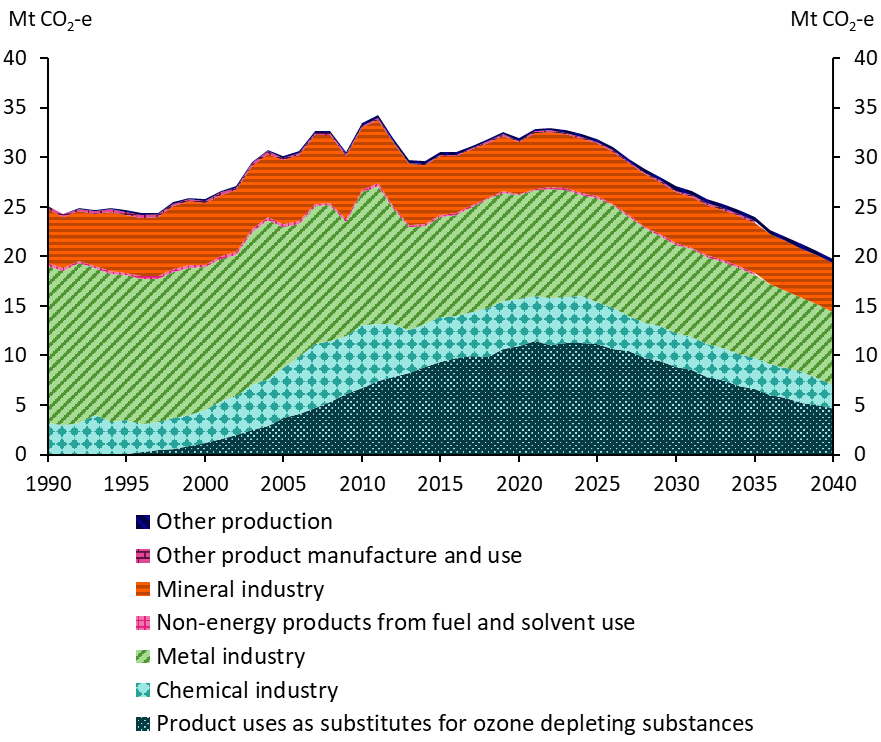 Mt CO₂-e Mt CO₂-e
40 40
35 35
30 30
25 25
20 20
15 15
10 10
5 5
0 0
1990 1995 2000 2005 2010 2015 2020 2025 2030 2035 2040
Other production
Other product manufacture and use
Mineral industry
Non-energy products from fuel and solvent use
Metal industry
Chemical industry
Product uses as substitutes for ozone depleting substances